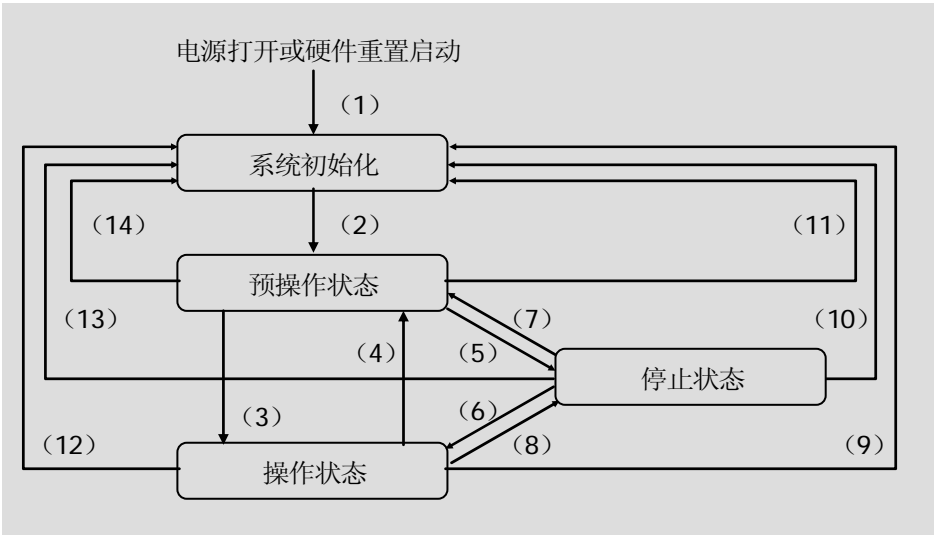 电源打开或硬件重置启动
（1）
系统初始化
（14）
（2）
（11）
预操作状态
（13）
（7）
（10）
（4）
（5）
停止状态
（3）
（6）
（12）
（8）
（9）
操作状态